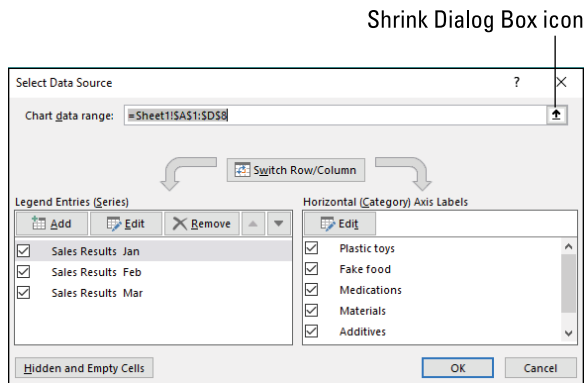 Shrink Dialog Box icon
Select Data Source ?
Chart data range: =Sheet1!$A$1:$D$8
Switch Row/Column
Legend Entries (Series)
Horizontal (Category) Axis Labels
Add Edit Remove
Edit
Sales Results Jan
Sales Results Feb
Sales Results Mar
Plastic toys
Fake food
Medications
Materials
Additives
Hidden and Empty Cells
OK Cancel